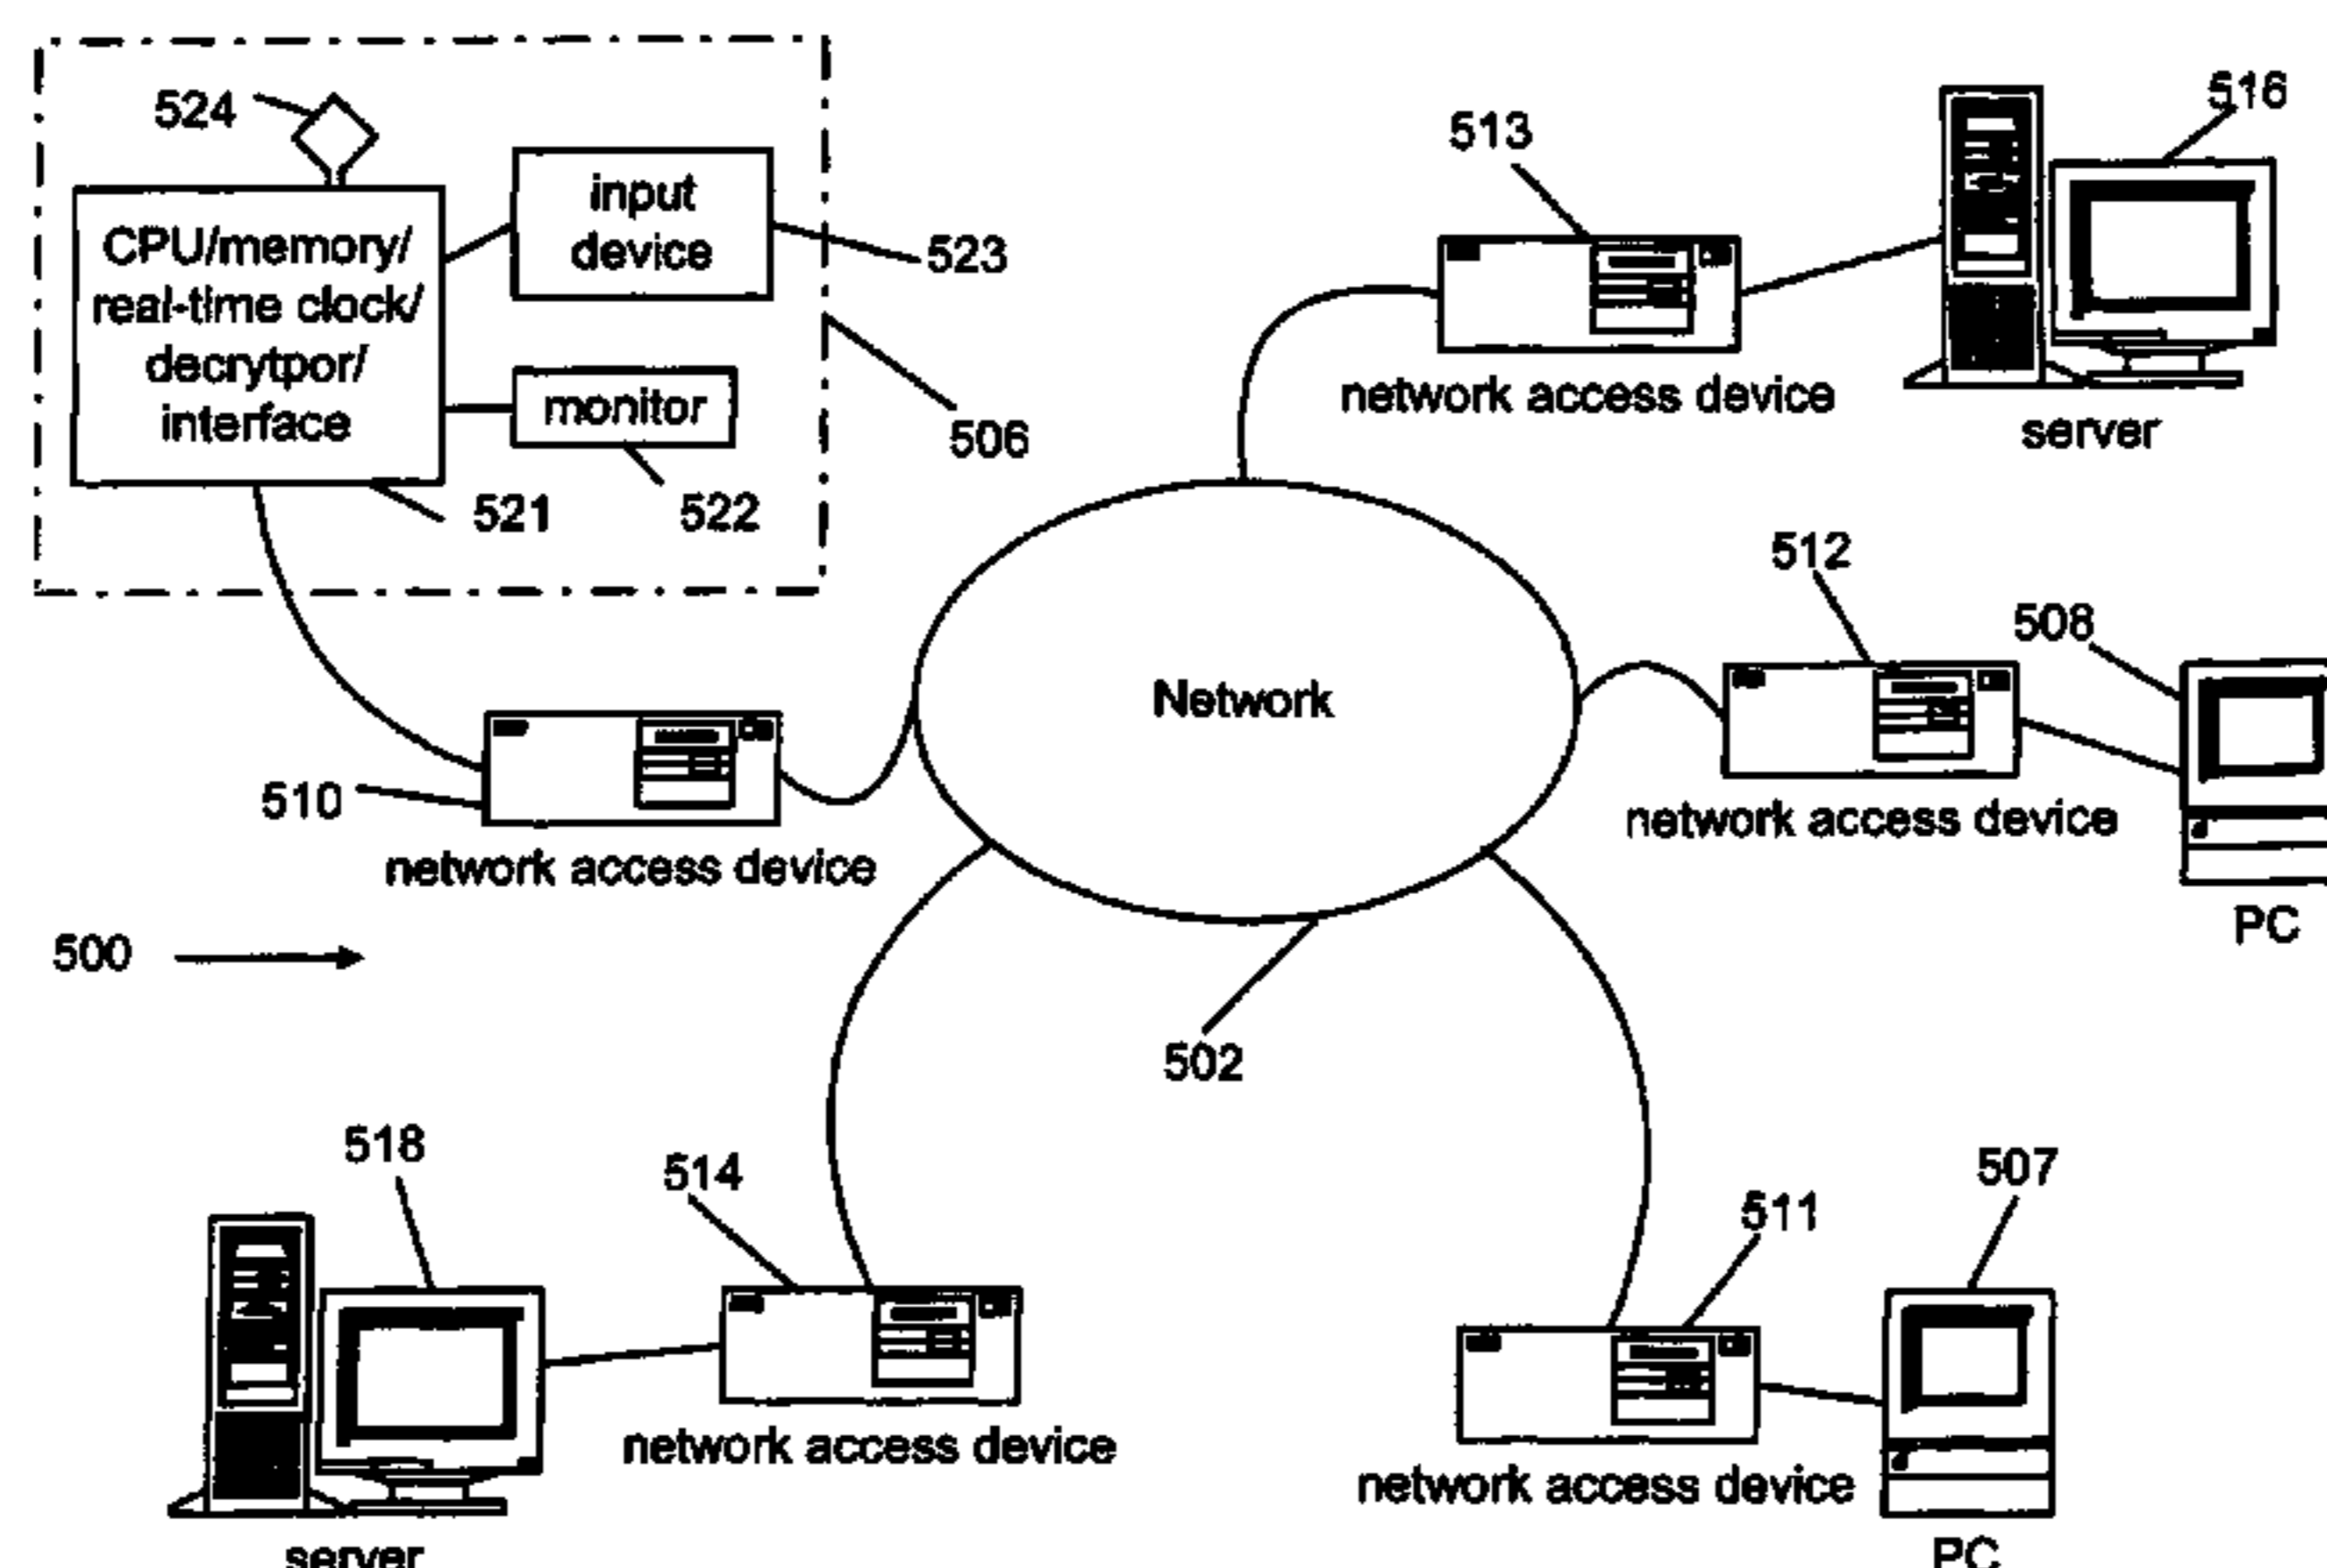 524
input
device
CPU/memory/
real-time clock/
decrytpor/
interface
monitor
523
506
521
522
513
516
network access device
server
512
508
Network
510
network access device
network access device
PC
500
502
518
514
511
507
network access device
network access device
server
PC